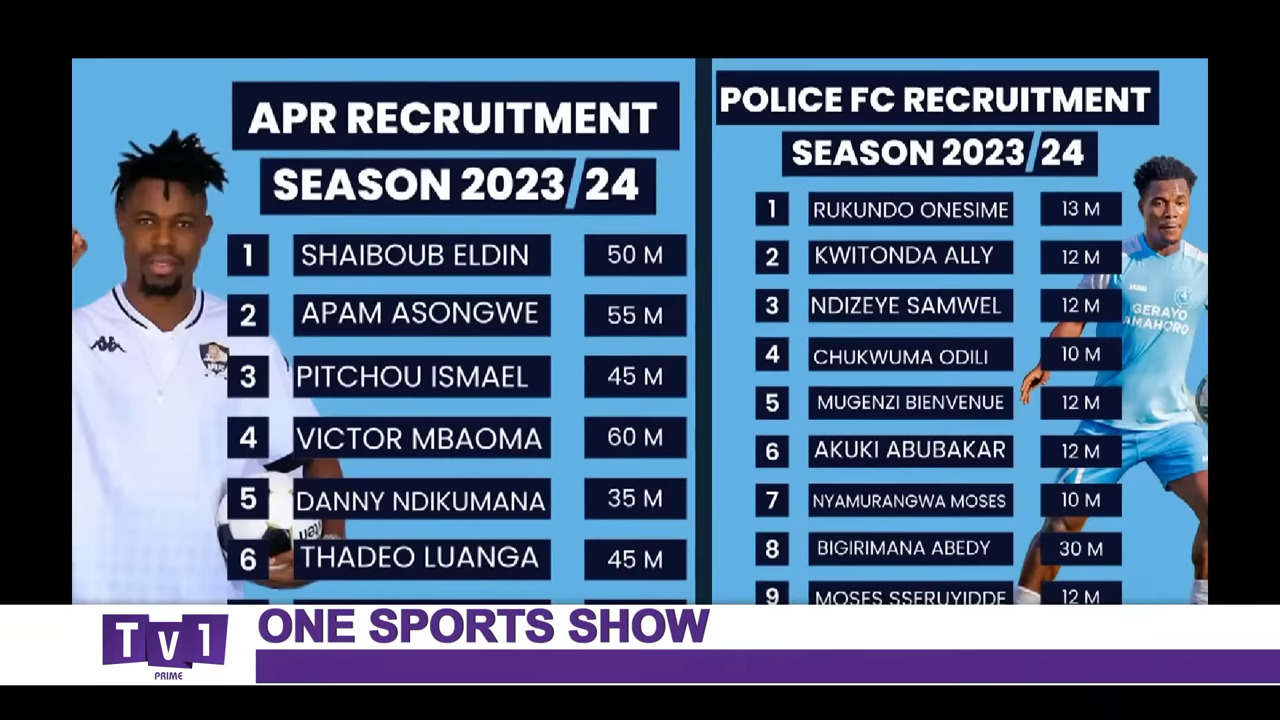 APR RECRUITMENT
SEASON 2023/24
1 SHAIBOUB ELDIN 50 M
2 APAM ASONGWE 55 M
3 PITCHOU ISMAEL 45 M
4 VICTOR MBAOMA 60 M
5 DANNY NDIKUMANA 35 M
6 THADEO LUANGA 45 M
POLICE FC RECRUITMENT
SEASON 2023/24
1 RUKUNDO ONESIME 13 M
2 KWITONDA ALLY 12 M
3 NDIZEYE SAMWEL 12 M
4 CHUKWUMA ODILI 10 M
5 MUGENZI BIENVENUE 12 M
6 AKUKI ABUBAKAR 12 M
7 NYAMURANGWA MOSES 10 M
8 BIGIRIMANA ABEDY 30 M
9 MOSES SSERUYIDDE 12 M
GERAYO
AMAHORO
TV1
PRIME
ONE SPORTS SHOW